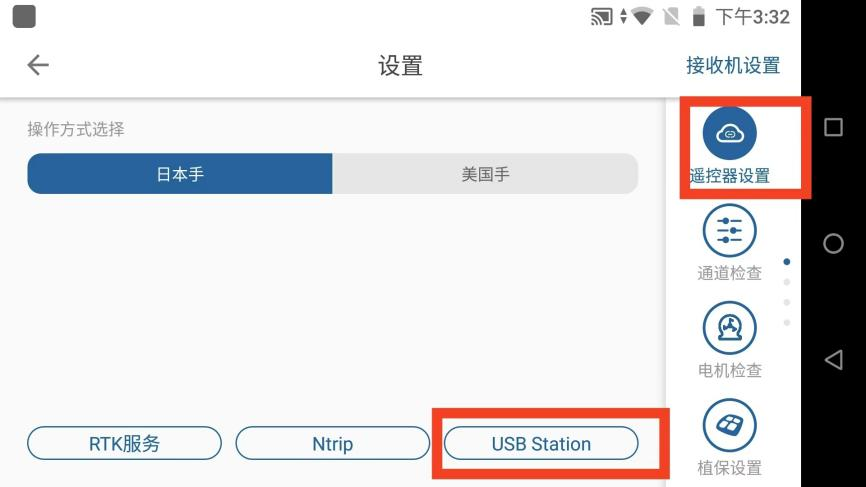 下午3:32
设置
接收机设置
操作方式选择
日本手
美国手
遥控器设置
通道检查
电机检查
植保设置
RTK服务
Ntrip
USB Station